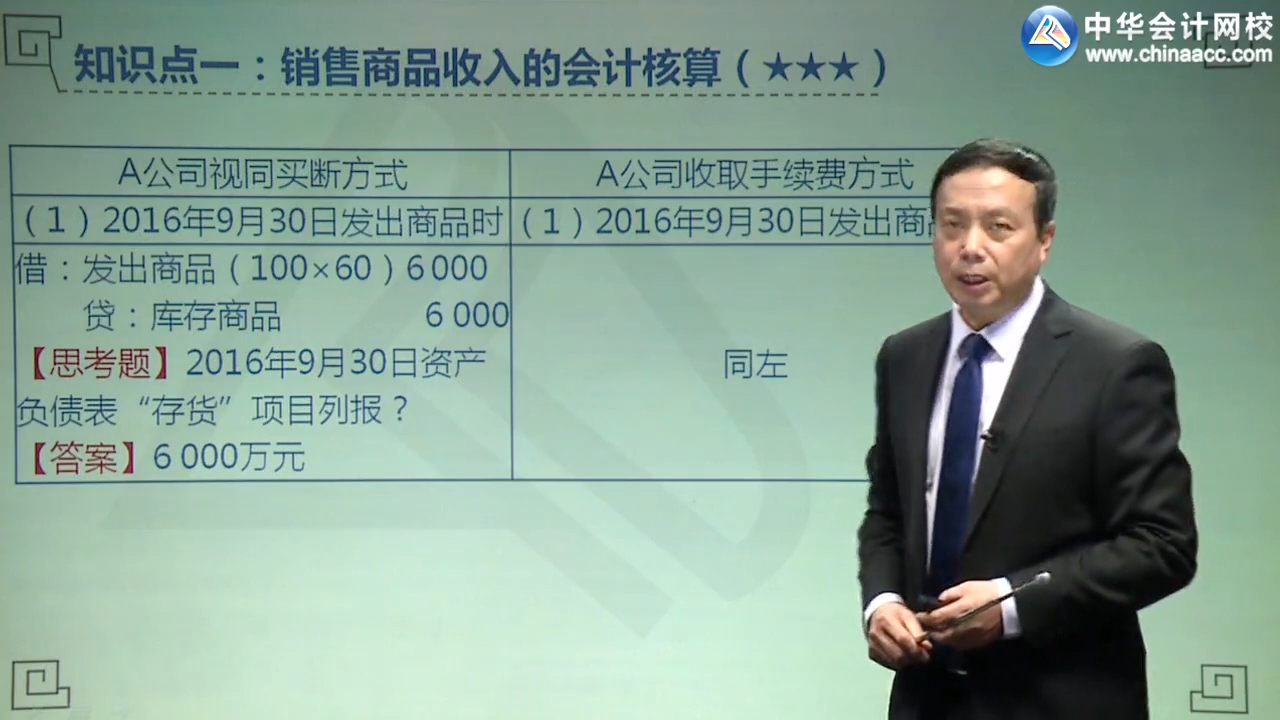 中华会计网校
www.chinaacc.com
知识点一：销售商品收入的会计核算（★★★）
A公司视同买断方式
A公司收取手续费方式
（1）2016年9月30日发出商品时
（1）2016年9月30日发出商
借：发出商品（100×60）6 000
贷：库存商品 6 000
【思考题】2016年9月30日资产
负债表“存货”项目列报？
【答案】6 000万元
同左